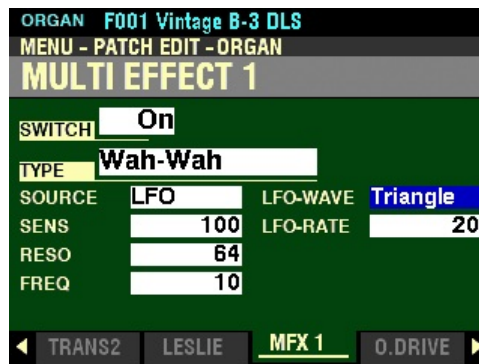 ORGAN F001 Vintage B-3 DLS
MENU - PATCH EDIT - ORGAN
MULTI EFFECT 1
SWITCH On
TYPE Wah-Wah
SOURCE LFO LFO-WAVE Triangle
SENS 100 LFO-RATE 20
RESO 64
FREQ 10
TRANS2 LESLIE MFX 1 O.DRIVE